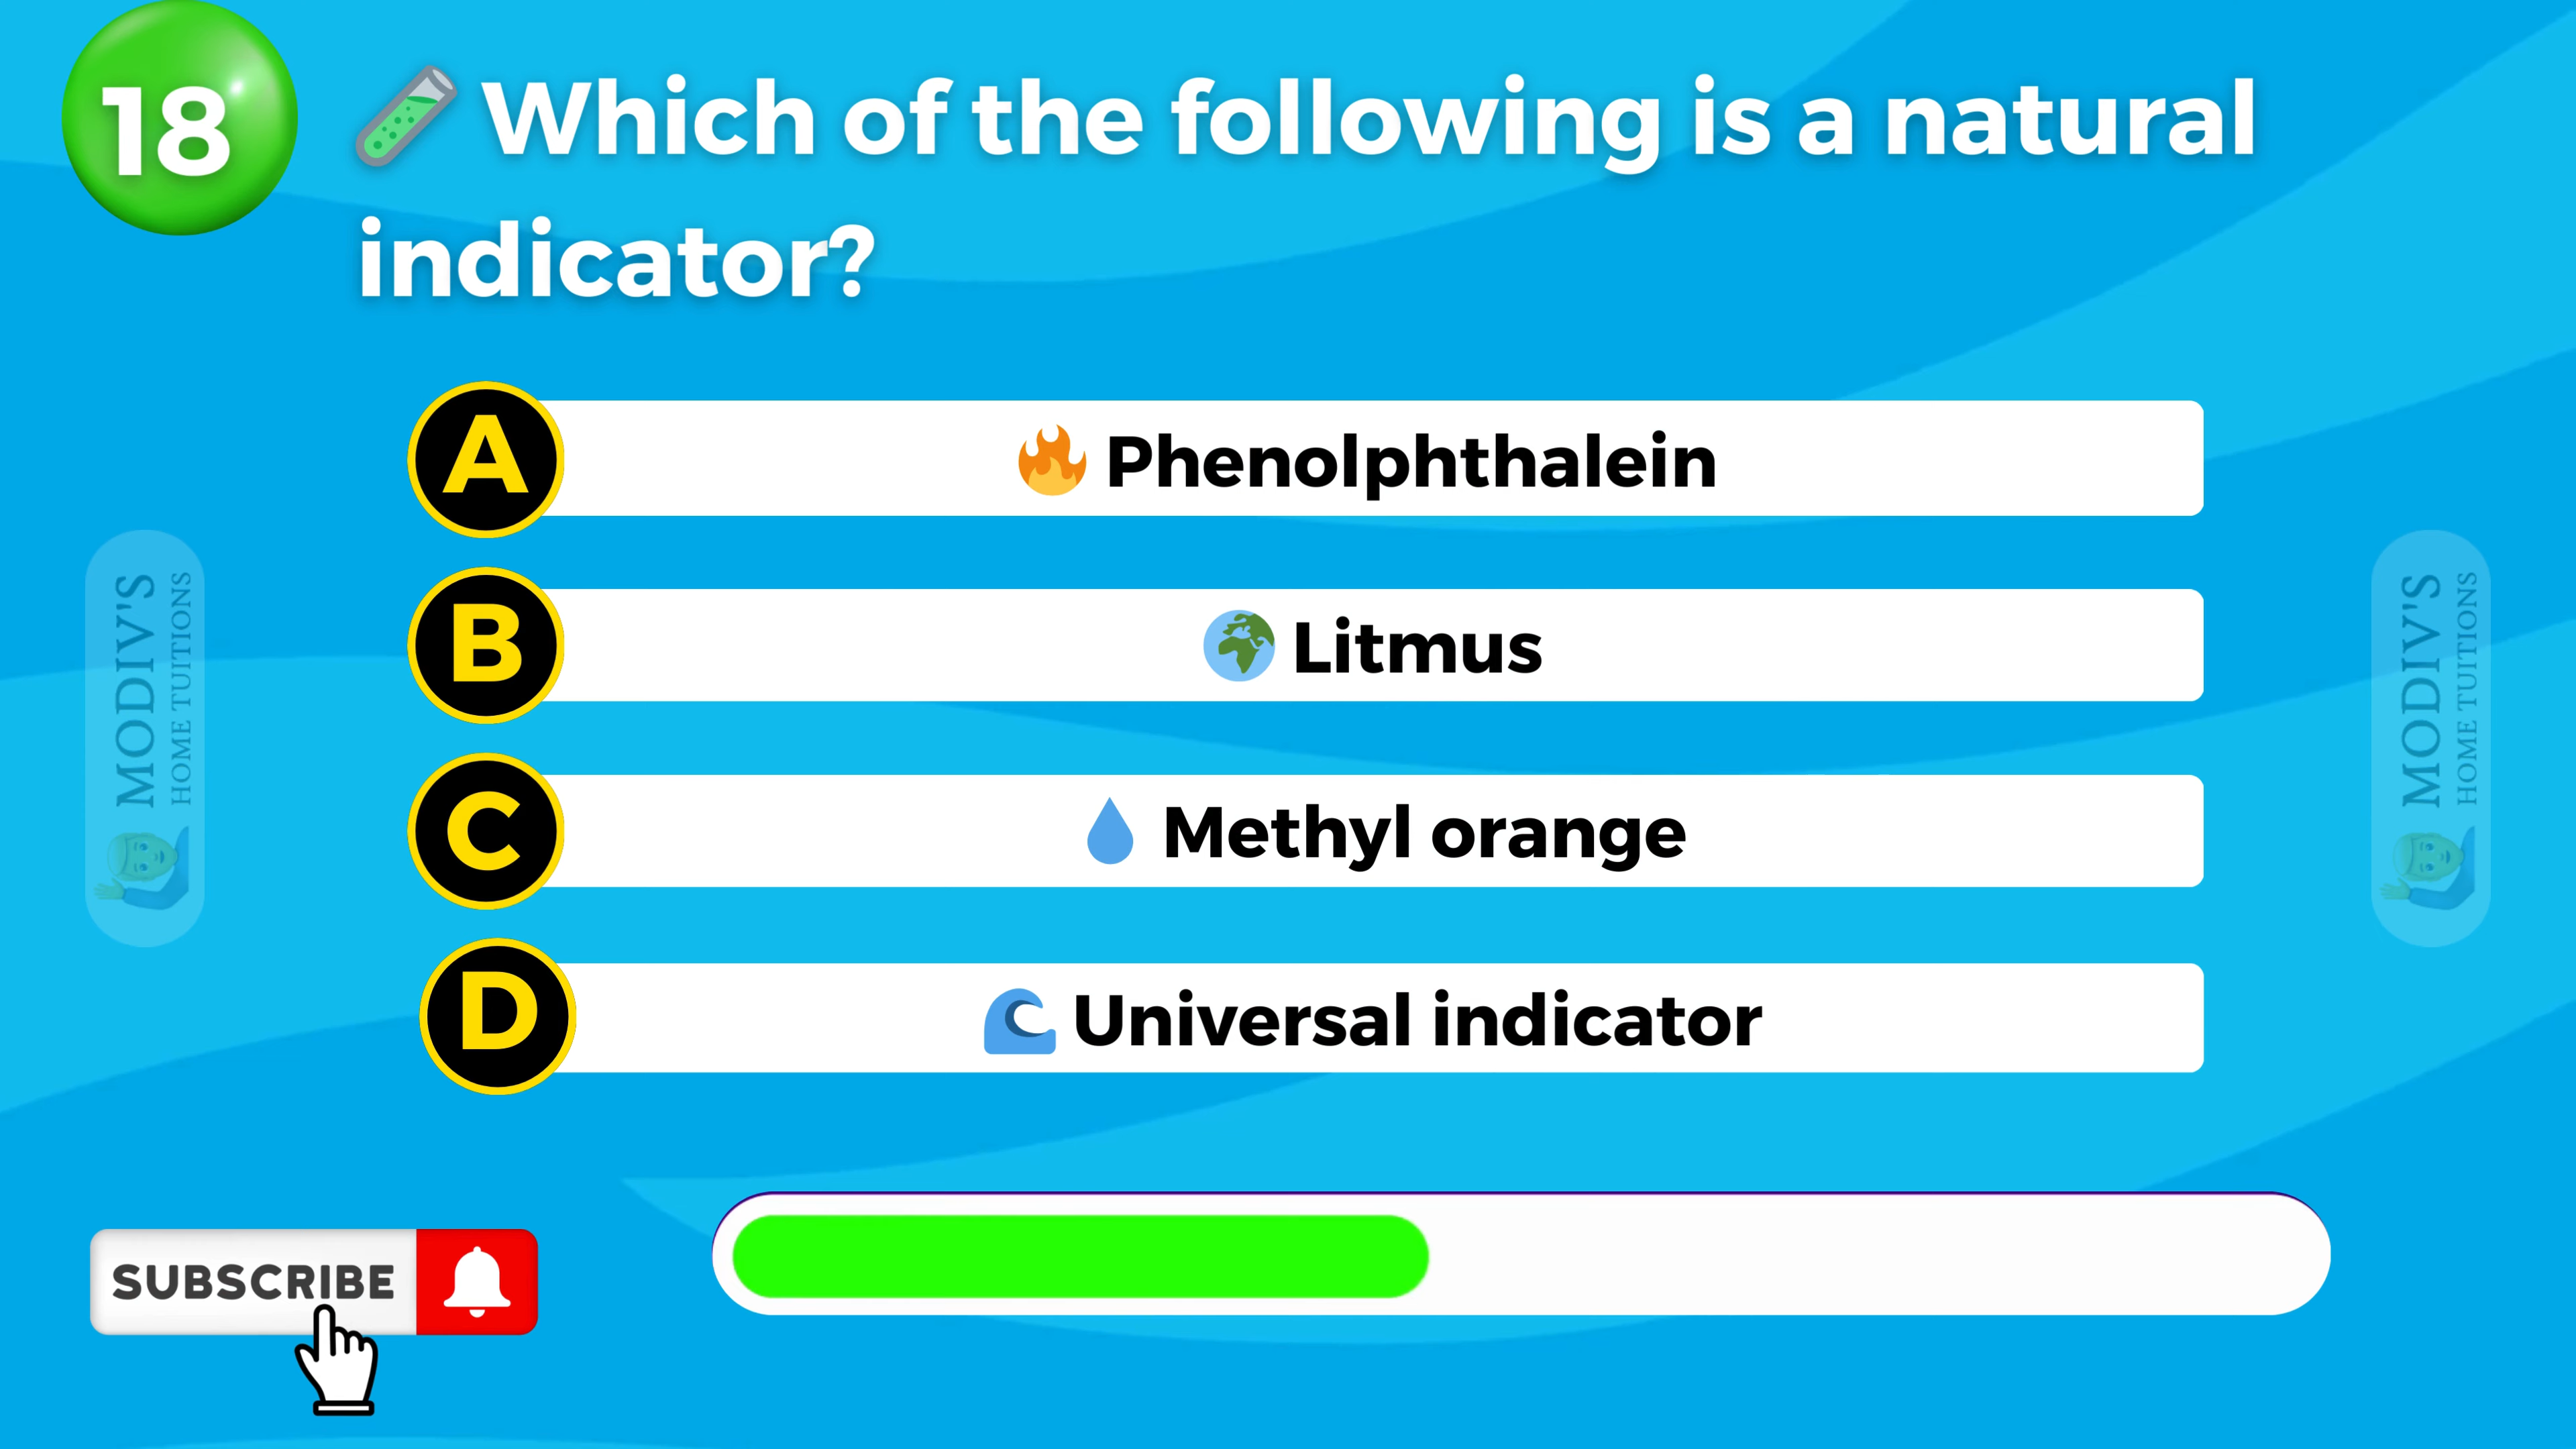 18
Which of the following is a natural
indicator?
A
Phenolphthalein
B
Litmus
C
Methyl orange
D
Universal indicator
MODIV'S
HOME TUITIONS
MODIV'S
HOME TUITIONS
SUBSCRIBE